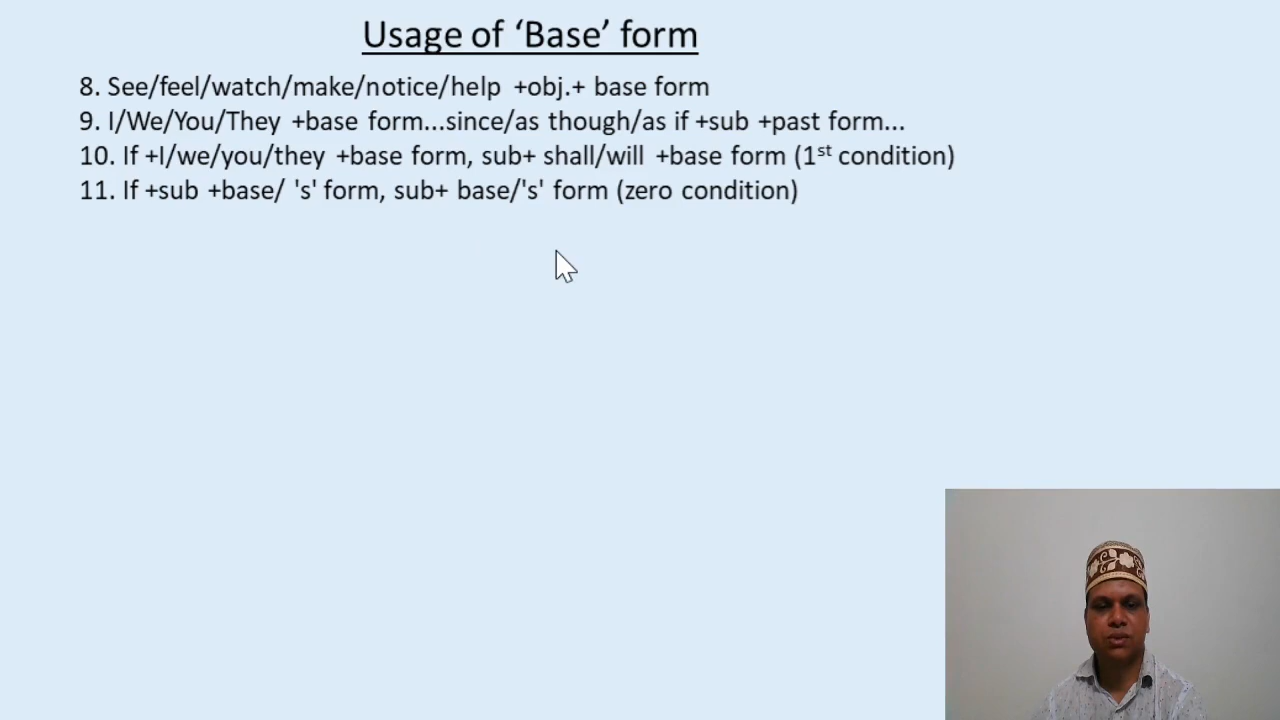 Usage of ‘Base’ form
8. See/feel/watch/make/notice/help +obj.+ base form
9. I/We/You/They +base form...since/as though/as if +sub +past form...
10. If +I/we/you/they +base form, sub+ shall/will +base form (1st condition)
11. If +sub +base/ 's' form, sub+ base/'s' form (zero condition)